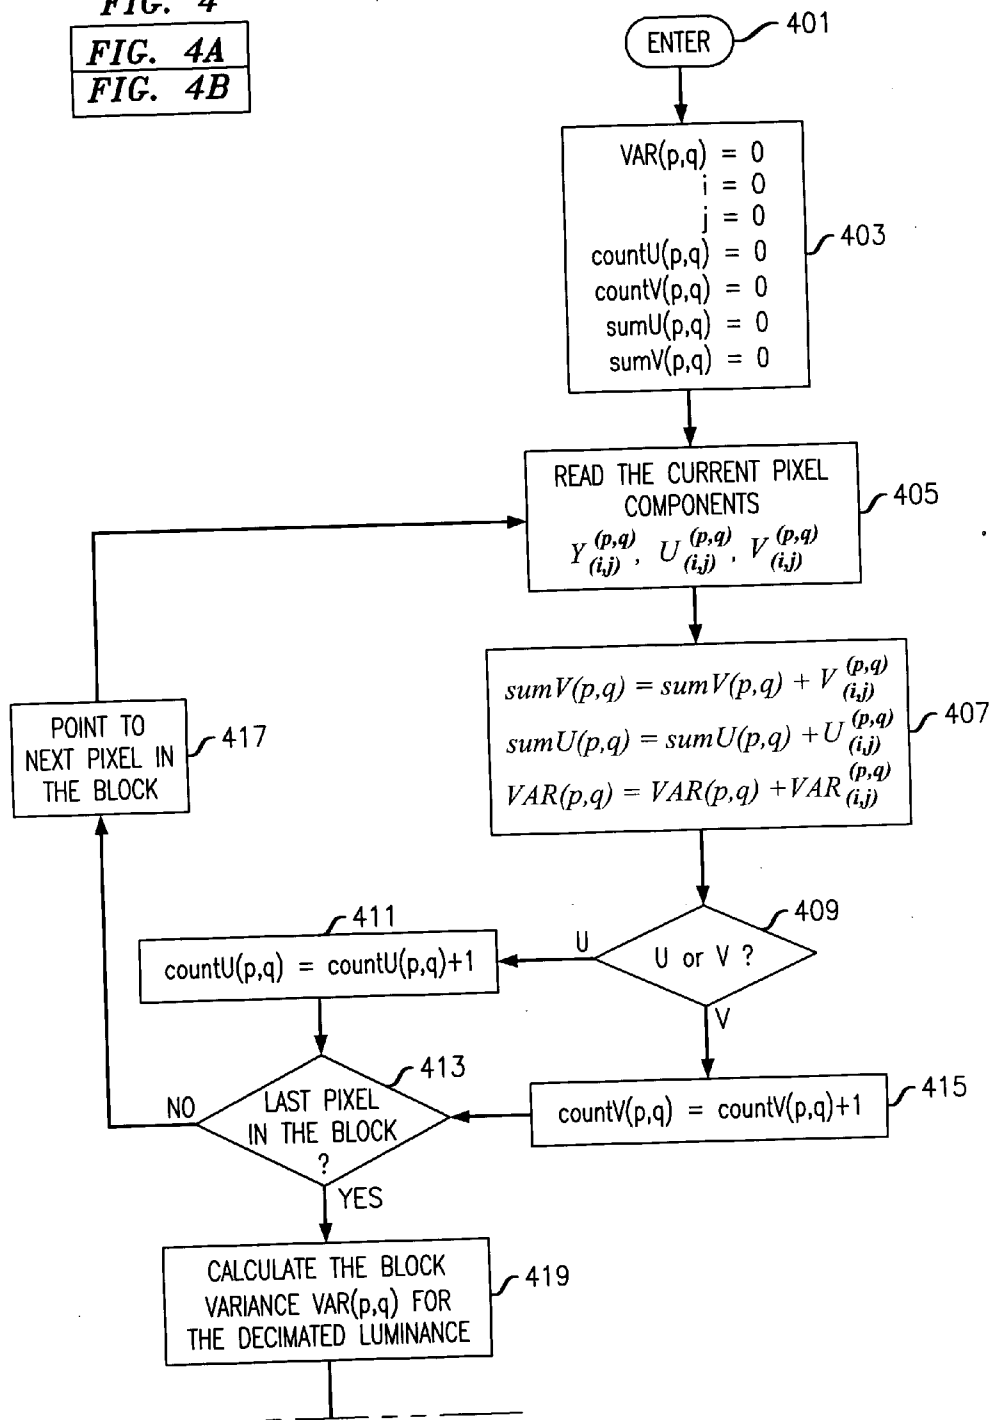 FIG. 4
FIG. 4A
FIG. 4B
ENTER
401
VAR(p,q) = 0
i = 0
j = 0
countU(p,q) = 0
countV(p,q) = 0
sumU(p,q) = 0
sumV(p,q) = 0
403
READ THE CURRENT PIXEL
COMPONENTS
Y(i,j)(p,q), U(i,j)(p,q), V(i,j)(p,q)
405
sumV(p,q) = sumV(p,q) + V(i,j)(p,q)
sumU(p,q) = sumU(p,q) + U(i,j)(p,q)
VAR(p,q) = VAR(p,q) + VAR(i,j)(p,q)
407
POINT TO
NEXT PIXEL IN
THE BLOCK
417
U or V ?
409
U
V
411
countU(p,q) = countU(p,q)+1
LAST PIXEL
IN THE BLOCK
?
413
NO
YES
countV(p,q) = countV(p,q)+1
415
CALCULATE THE BLOCK
VARIANCE VAR(p,q) FOR
THE DECIMATED LUMINANCE
419